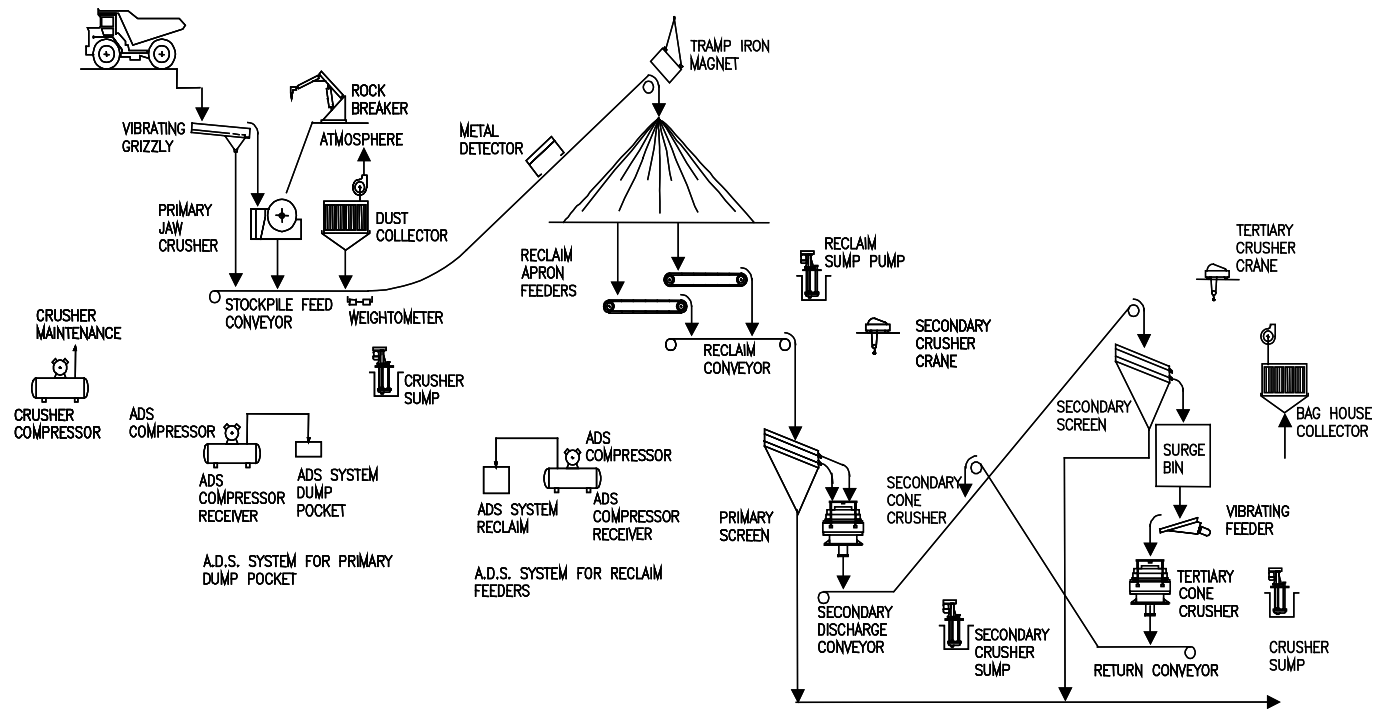 TRAMP IRON
MAGNET
ROCK
BREAKER
VIBRATING
GRIZZLY
ATMOSPHERE
METAL
DETECTOR
PRIMARY
JAW
CRUSHER
DUST
COLLECTOR
RECLAIM
APRON
FEEDERS
RECLAIM
SUMP PUMP
TERTIARY
CRUSHER
CRANE
STOCKPILE FEED
CONVEYOR
WEIGHTOMETER
CRUSHER
MAINTENANCE
SECONDARY
CRUSHER
CRANE
RECLAIM
CONVEYOR
CRUSHER
SUMP
CRUSHER
COMPRESSOR
ADS
COMPRESSOR
SECONDARY
SCREEN
BAG HOUSE
COLLECTOR
ADS
COMPRESSOR
SURGE
BIN
ADS
COMPRESSOR
RECEIVER
ADS SYSTEM
DUMP
POCKET
SECONDARY
CONE
CRUSHER
ADS SYSTEM
RECLAIM
ADS
COMPRESSOR
RECEIVER
PRIMARY
SCREEN
VIBRATING
FEEDER
A.D.S. SYSTEM FOR PRIMARY
DUMP POCKET
A.D.S. SYSTEM FOR RECLAIM
FEEDERS
TERTIARY
CONE
CRUSHER
SECONDARY
DISCHARGE
CONVEYOR
SECONDARY
CRUSHER
SUMP
CRUSHER
SUMP
RETURN CONVEYOR